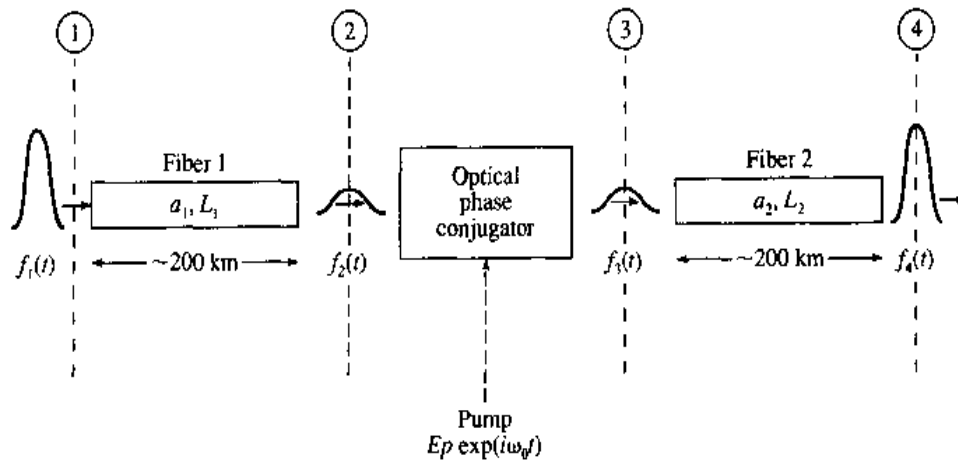 1
2
3
4
Fiber 1
Optical
phase
conjugator
Fiber 2
a₁, L₁
a₂, L₂
f₁(t)
~200 km
f₂(t)
f₃(t)
~200 km
f₄(t)
Pump
Ep exp(iω₀t)